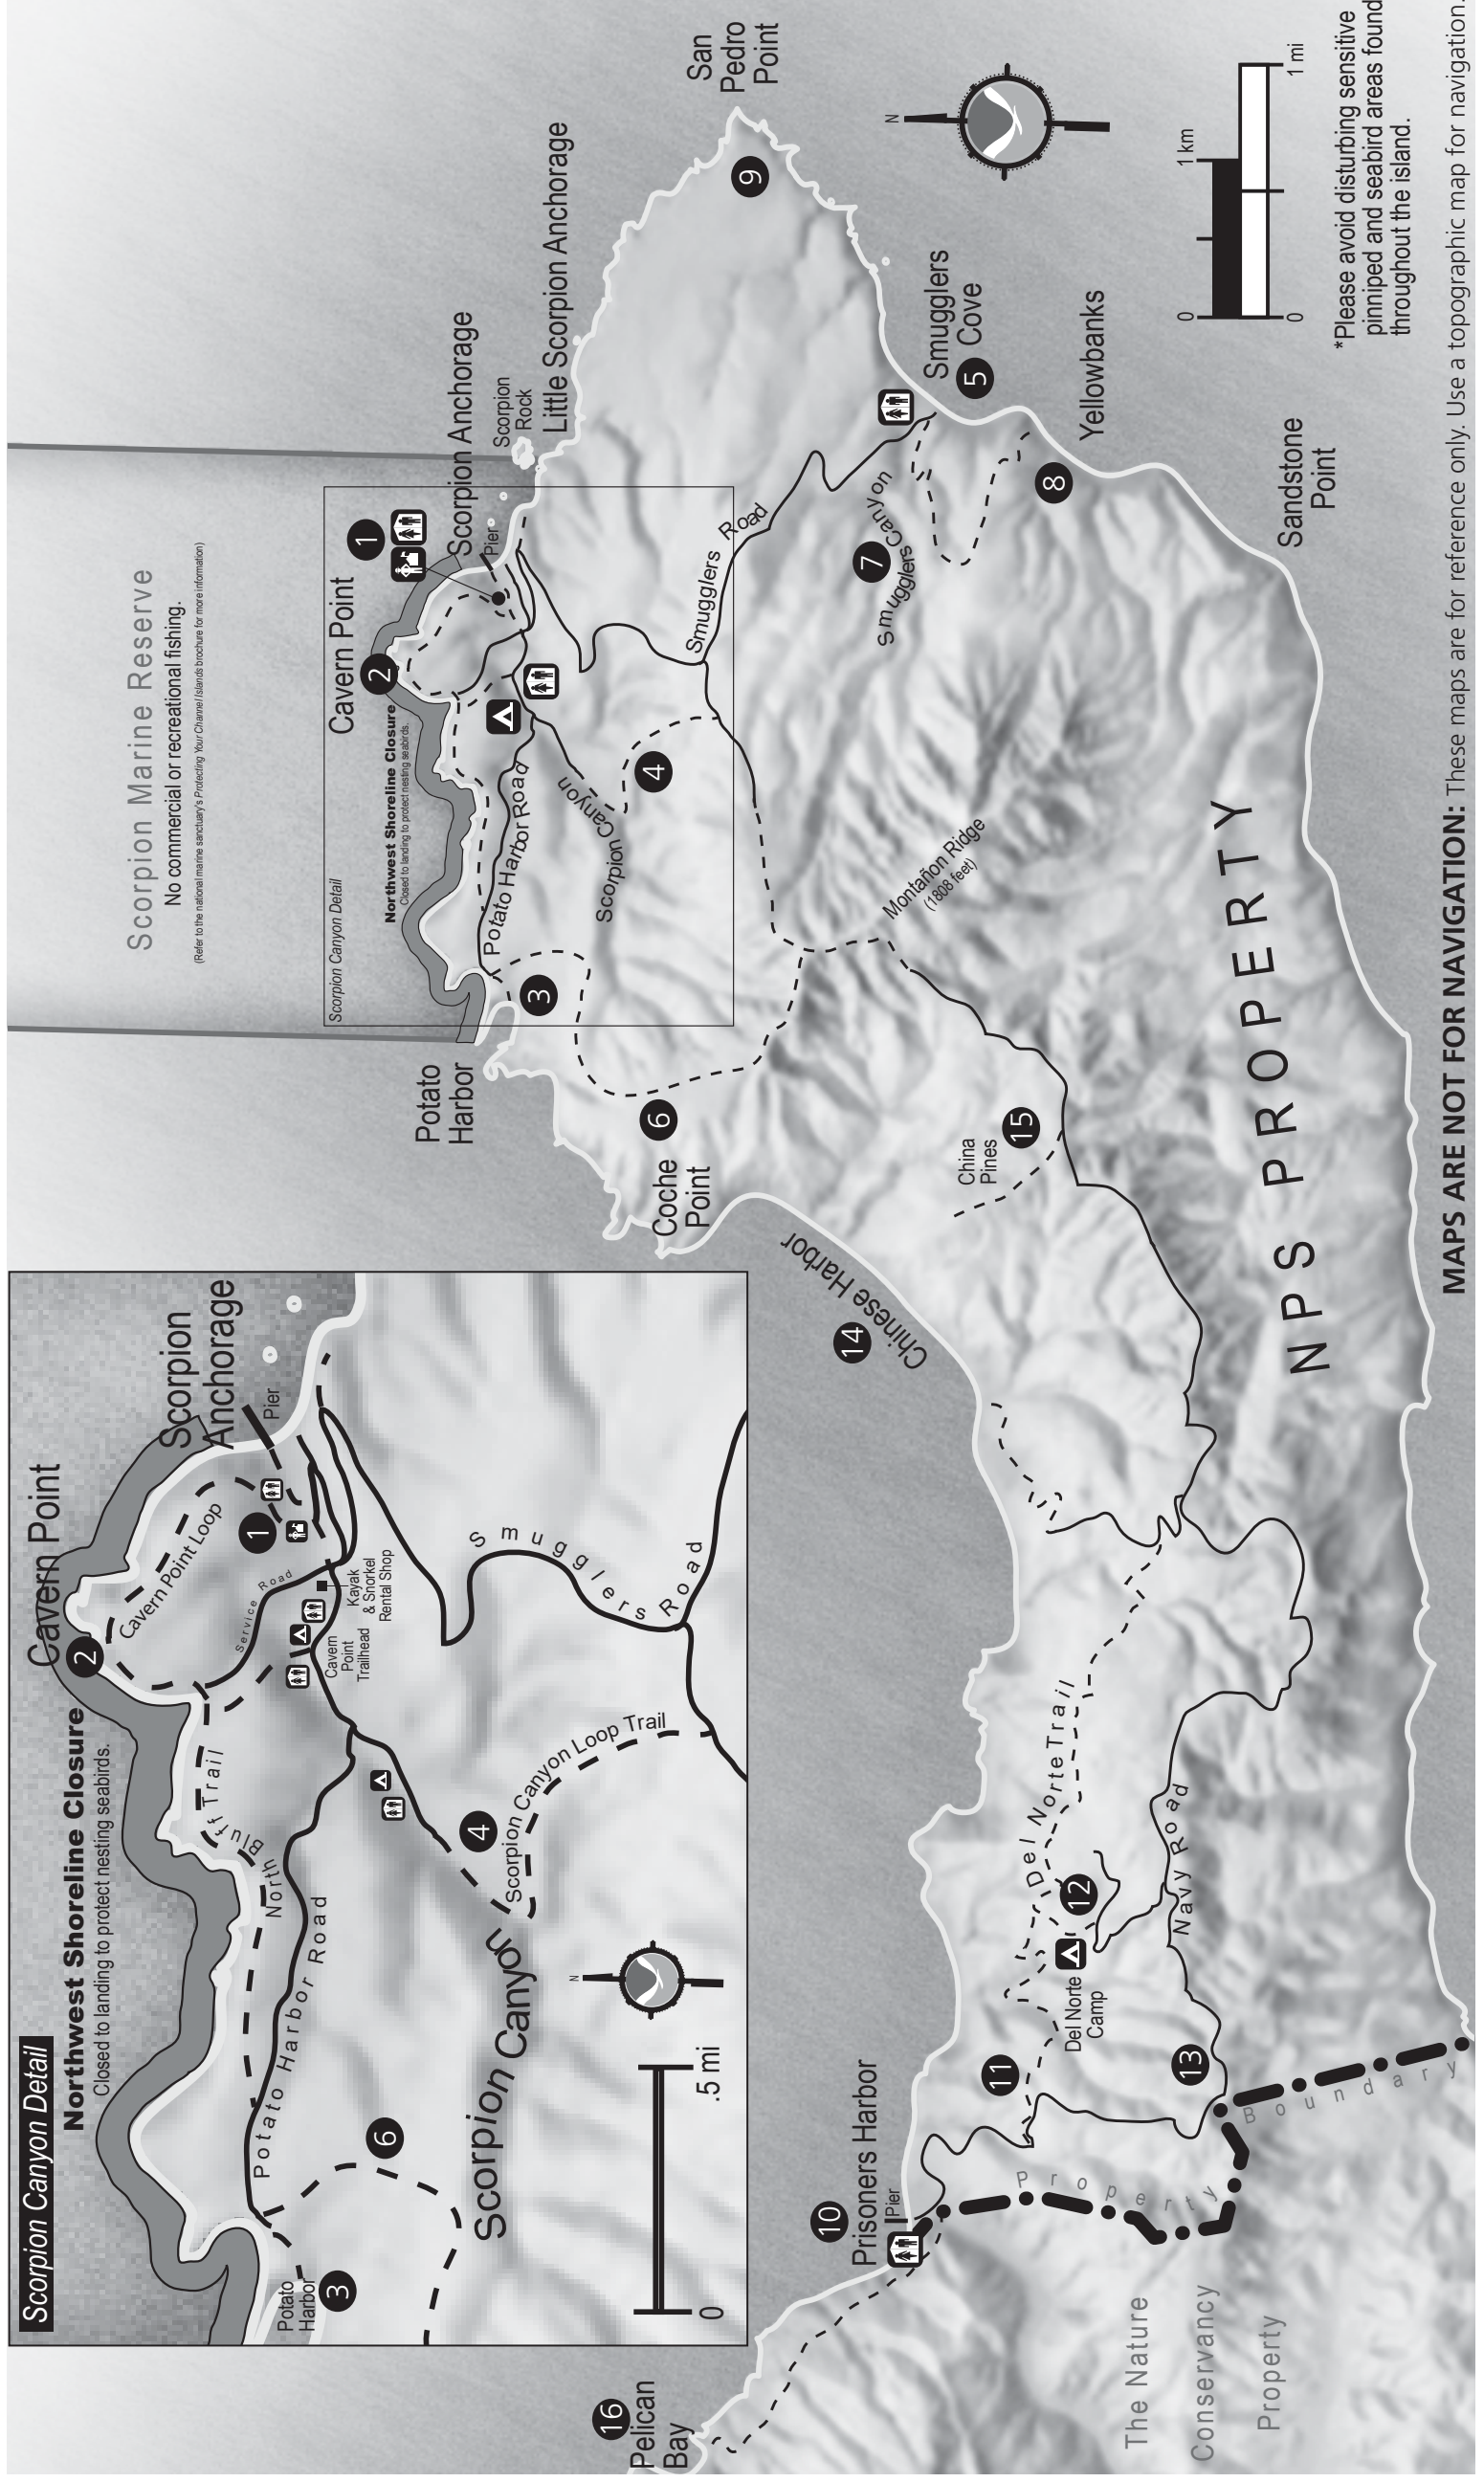 Scorpion Canyon Detail
Northwest Shoreline Closure
Closed to landing to protect nesting seabirds.
Cavern Point
2
Scorpion
Anchorage
Pier
1
Cavern Point Loop
Service Road
Kayak
& Snorkel
Rental Shop
Cavern
Point
Trailhead
North Bluff Trail
Potato Harbor Road
Smugglers Road
4
Scorpion Canyon Loop Trail
Scorpion Canyon
6
Potato
Harbor
3
N
0
.5 mi
Scorpion Marine Reserve
No commercial or recreational fishing.
(Refer to the national marine sanctuary's Protecting Your Channel Islands brochure for more information)
Scorpion Canyon Detail
Northwest Shoreline Closure
Closed to landing to protect nesting seabirds.
Cavern Point
2
1
Scorpion Anchorage
Pier
Scorpion
Rock
Little Scorpion Anchorage
San
Pedro
Point
9
Potato
Harbor
3
Potato Harbor Road
Scorpion Canyon
4
Smugglers Road
6
Coche
Point
Smugglers
Cove
5
7
Smugglers Canyon
8
Yellowbanks
Sandstone
Point
Montañon Ridge
(1808 feet)
China
Pines
15
Chinese Harbor
14
NPS PROPERTY
Del Norte Trail
12
Del Norte
Camp
Navy Road
11
13
10
Prisoners Harbor
Pier
Property Boundary
The Nature
Conservancy
Property
16
Pelican
Bay
N
0
1 km
0
1 mi
*Please avoid disturbing sensitive
pinniped and seabird areas found
throughout the island.
MAPS ARE NOT FOR NAVIGATION: These maps are for reference only. Use a topographic map for navigation.